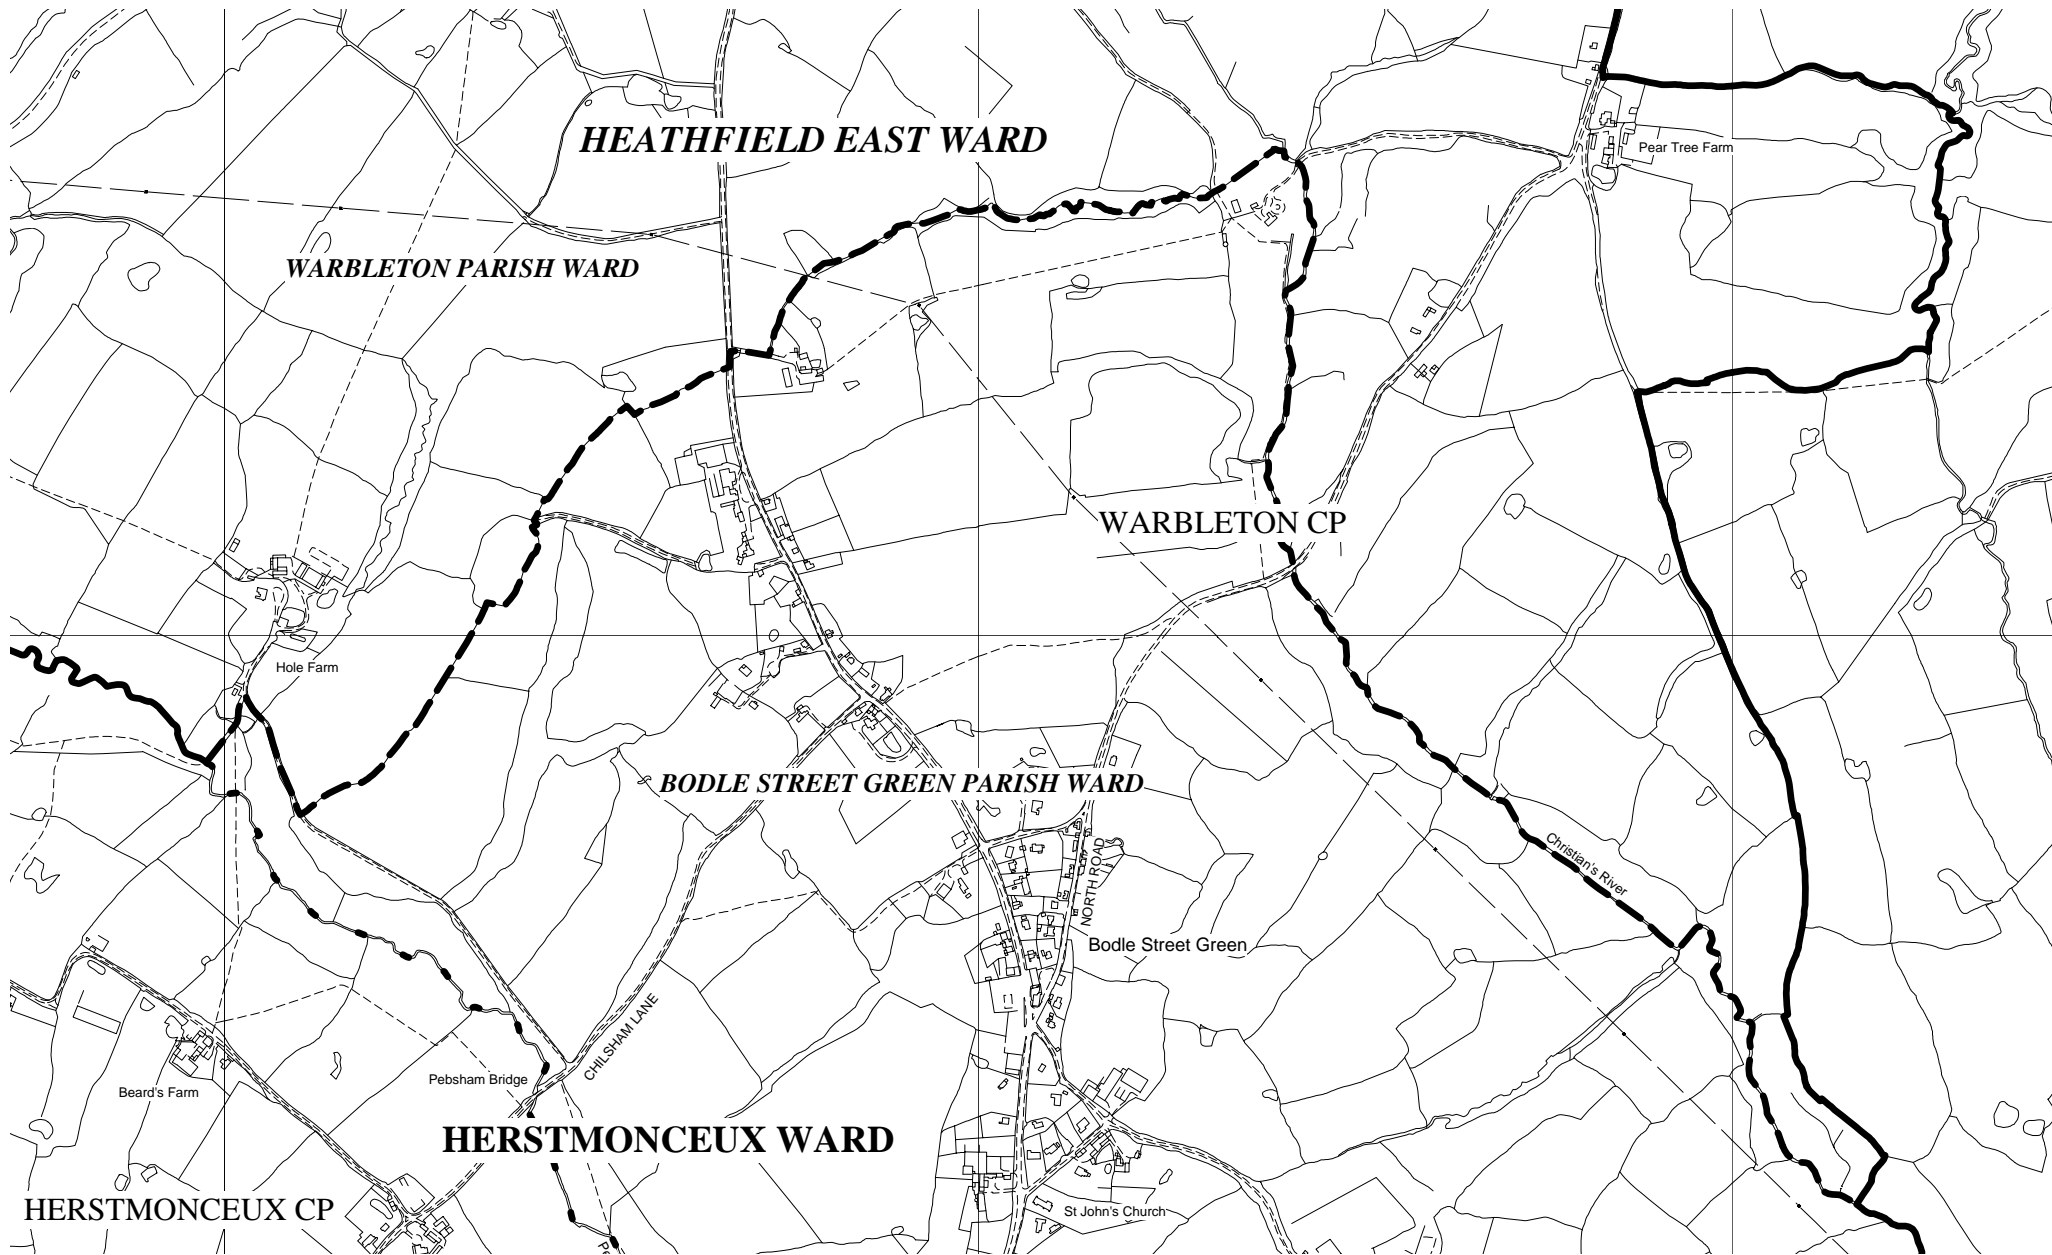 HEATHFIELD EAST WARD
Pear Tree Farm
WARBLETON PARISH WARD
WARBLETON CP
Hole Farm
BODLE STREET GREEN PARISH WARD
Christian's River
NORTH ROAD
Bodle Street Green
CHILSHAM LANE
Pebsham Bridge
Beard's Farm
HERSTMONCEUX WARD
HERSTMONCEUX CP
St John's Church